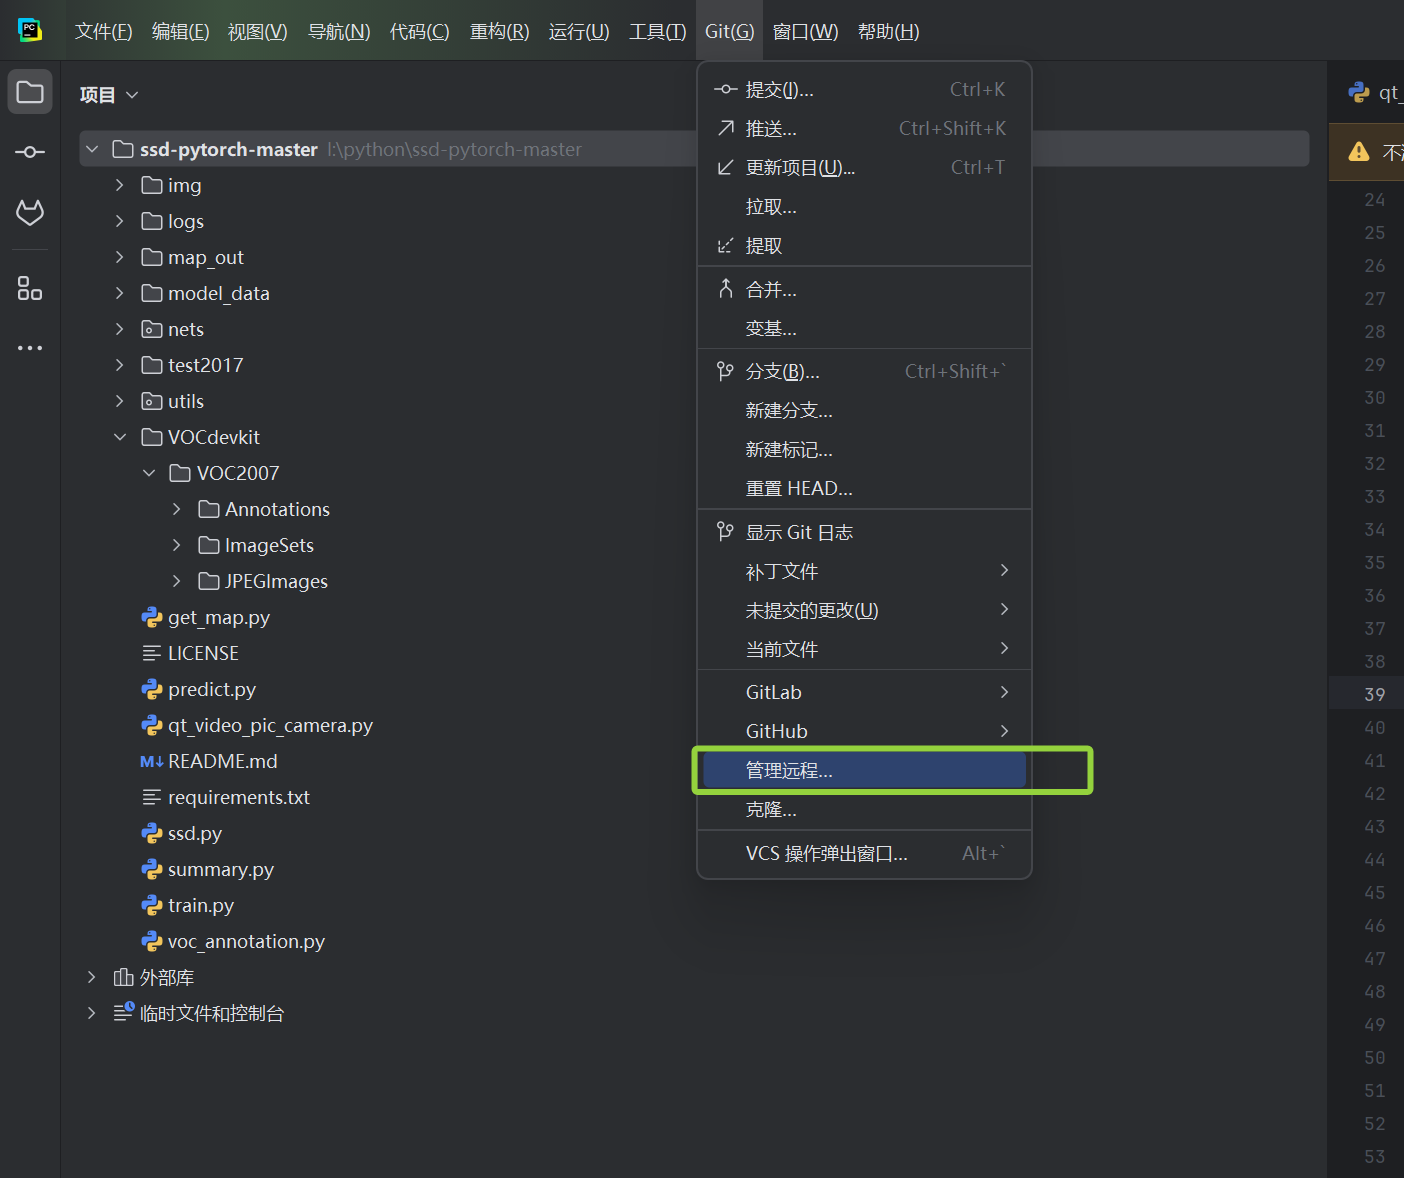 PC
文件(F) 编辑(E) 视图(V) 导航(N) 代码(C) 重构(R) 运行(U) 工具(T) Git(G) 窗口(W) 帮助(H)
项目
ssd-pytorch-master I:\python\ssd-pytorch-master
img
logs
map_out
model_data
nets
test2017
utils
VOCdevkit
VOC2007
Annotations
ImageSets
JPEGImages
get_map.py
LICENSE
predict.py
qt_video_pic_camera.py
M↓ README.md
requirements.txt
ssd.py
summary.py
train.py
voc_annotation.py
外部库
临时文件和控制台
提交(I)... Ctrl+K
推送... Ctrl+Shift+K
更新项目(U)... Ctrl+T
拉取...
提取
合并...
变基...
分支(B)... Ctrl+Shift+`
新建分支...
新建标记...
重置 HEAD...
显示 Git 日志
补丁文件
未提交的更改(U)
当前文件
GitLab
GitHub
管理远程...
克隆...
VCS 操作弹出窗口... Alt+`
qt_
不
24
25
26
27
28
29
30
31
32
33
34
35
36
37
38
39
40
41
42
43
44
45
46
47
48
49
50
51
52
53